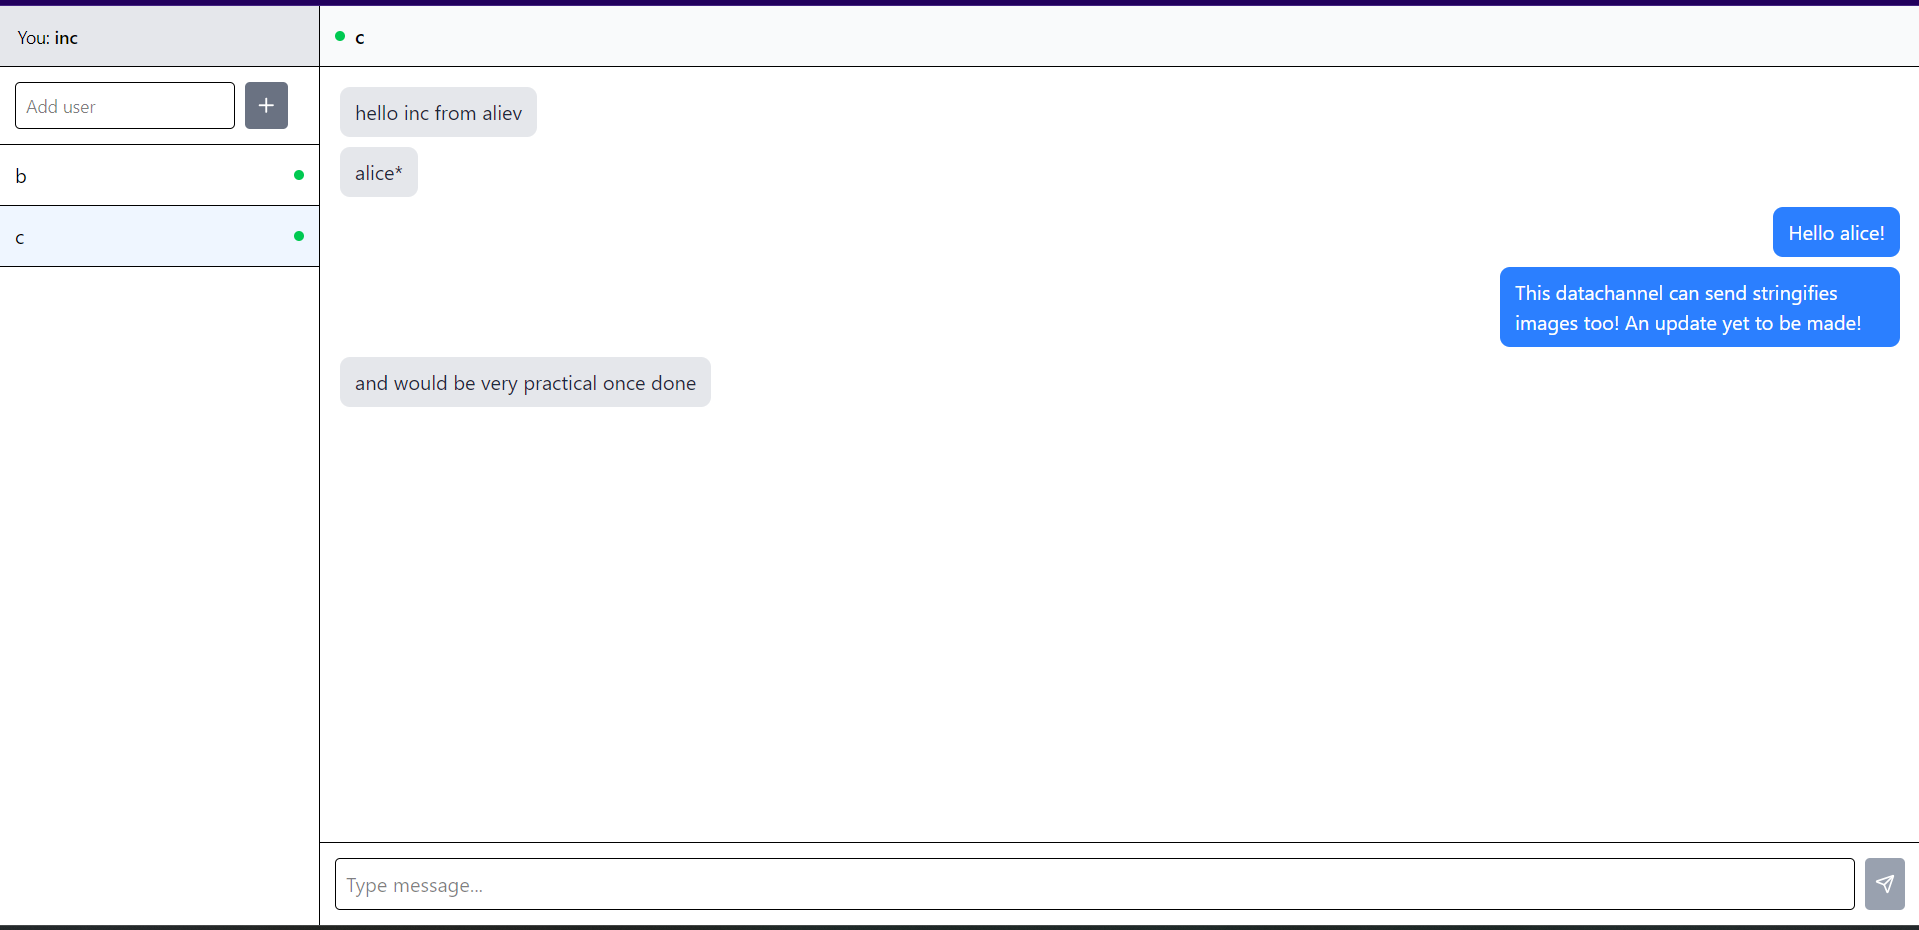 You: inc
Add user
b
c
c
hello inc from aliev
alice*
Hello alice!
This datachannel can send stringifies
images too! An update yet to be made!
and would be very practical once done
Type message...